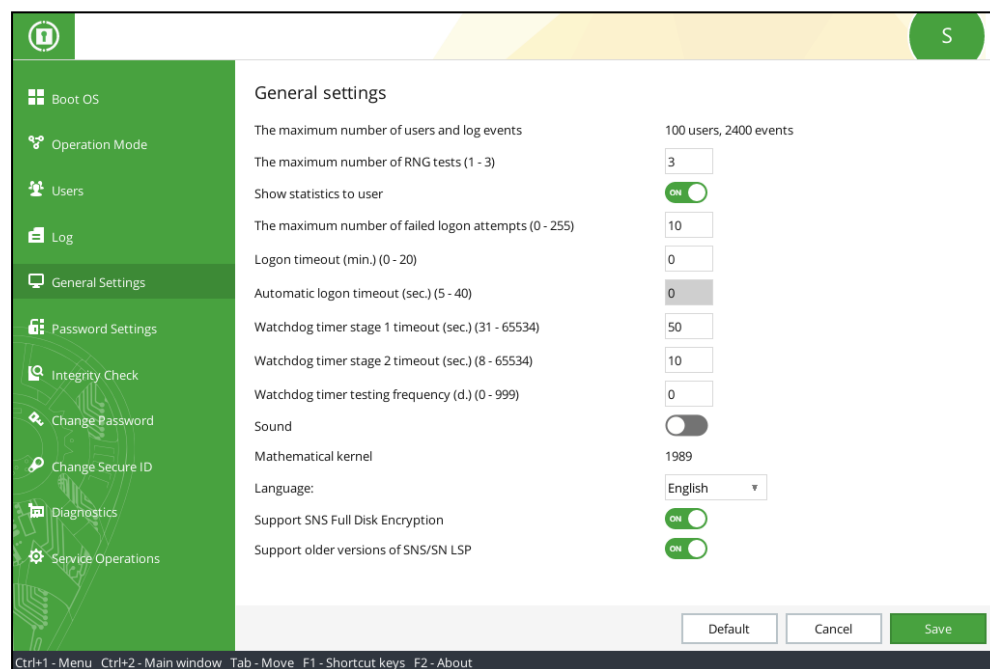 S
Boot OS
Operation Mode
Users
Log
General Settings
Password Settings
Integrity Check
Change Password
Change Secure ID
Diagnostics
Service Operations
General settings
The maximum number of users and log events 100 users, 2400 events
The maximum number of RNG tests (1 - 3) 3
Show statistics to user ON
The maximum number of failed logon attempts (0 - 255) 10
Logon timeout (min.) (0 - 20) 0
Automatic logon timeout (sec.) (5 - 40) 0
Watchdog timer stage 1 timeout (sec.) (31 - 65534) 50
Watchdog timer stage 2 timeout (sec.) (8 - 65534) 10
Watchdog timer testing frequency (d.) (0 - 999) 0
Sound
Mathematical kernel 1989
Language: English
Support SNS Full Disk Encryption ON
Support older versions of SNS/SN LSP ON
Default Cancel Save
Ctrl+1 - Menu Ctrl+2 - Main window Tab - Move F1 - Shortcut keys F2 - About